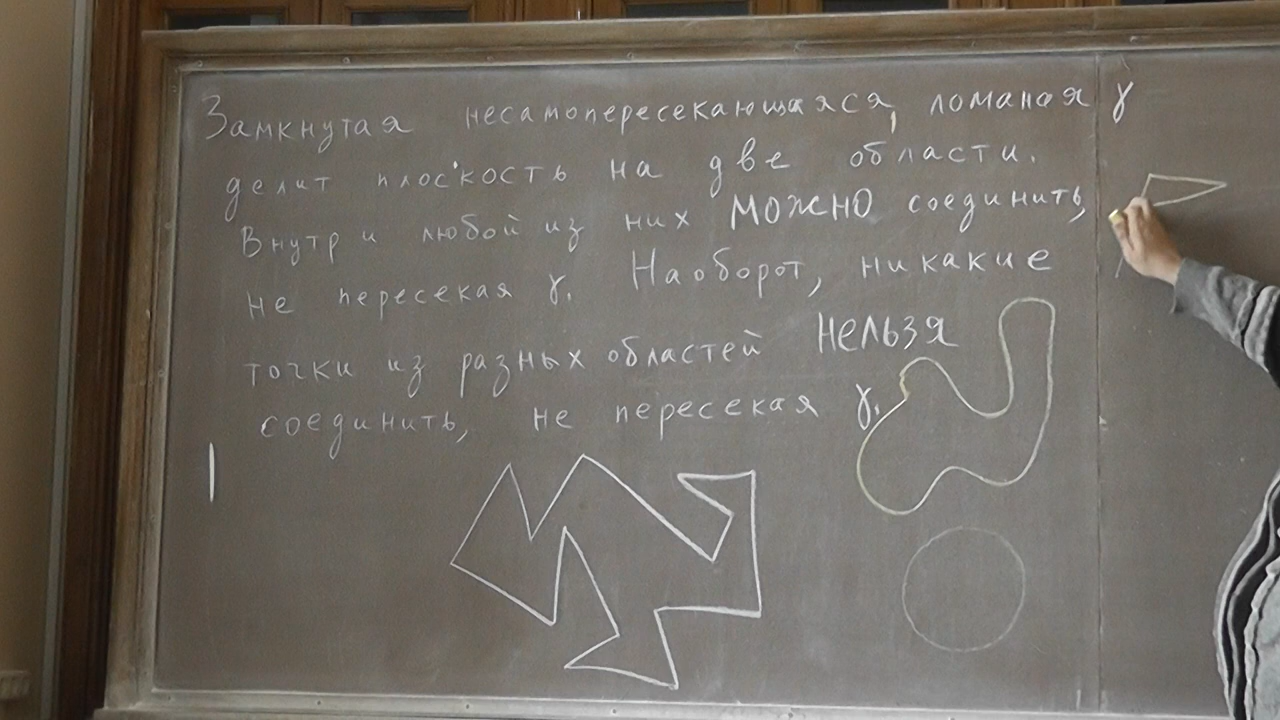 Замкнутая несамопересекающаяся, ломаная γ
делит плоскость на две области.
Внутри любой из них можно соединить,
не пересекая γ. Наоборот, никакие
точки из разных областей нельзя
соединить, не пересекая γ.